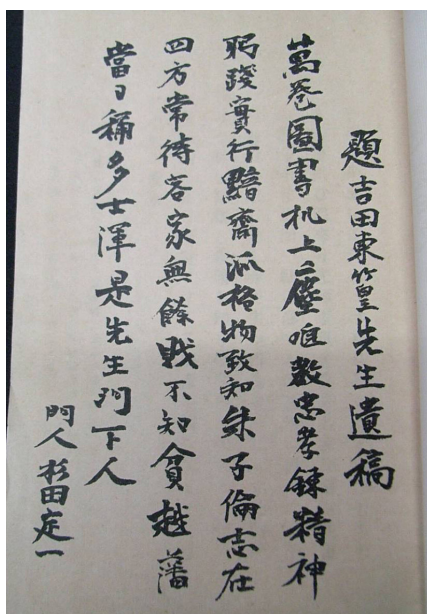 題吉田東篁先生遺稿
萬卷圖書机上塵唯教忠孝鍊精神
躬踐實行黯齋派格物致知朱子倫志在
四方常待客家無餘財不知貧越藩
當日稱多士渾是先生門下人
門人杉田定一